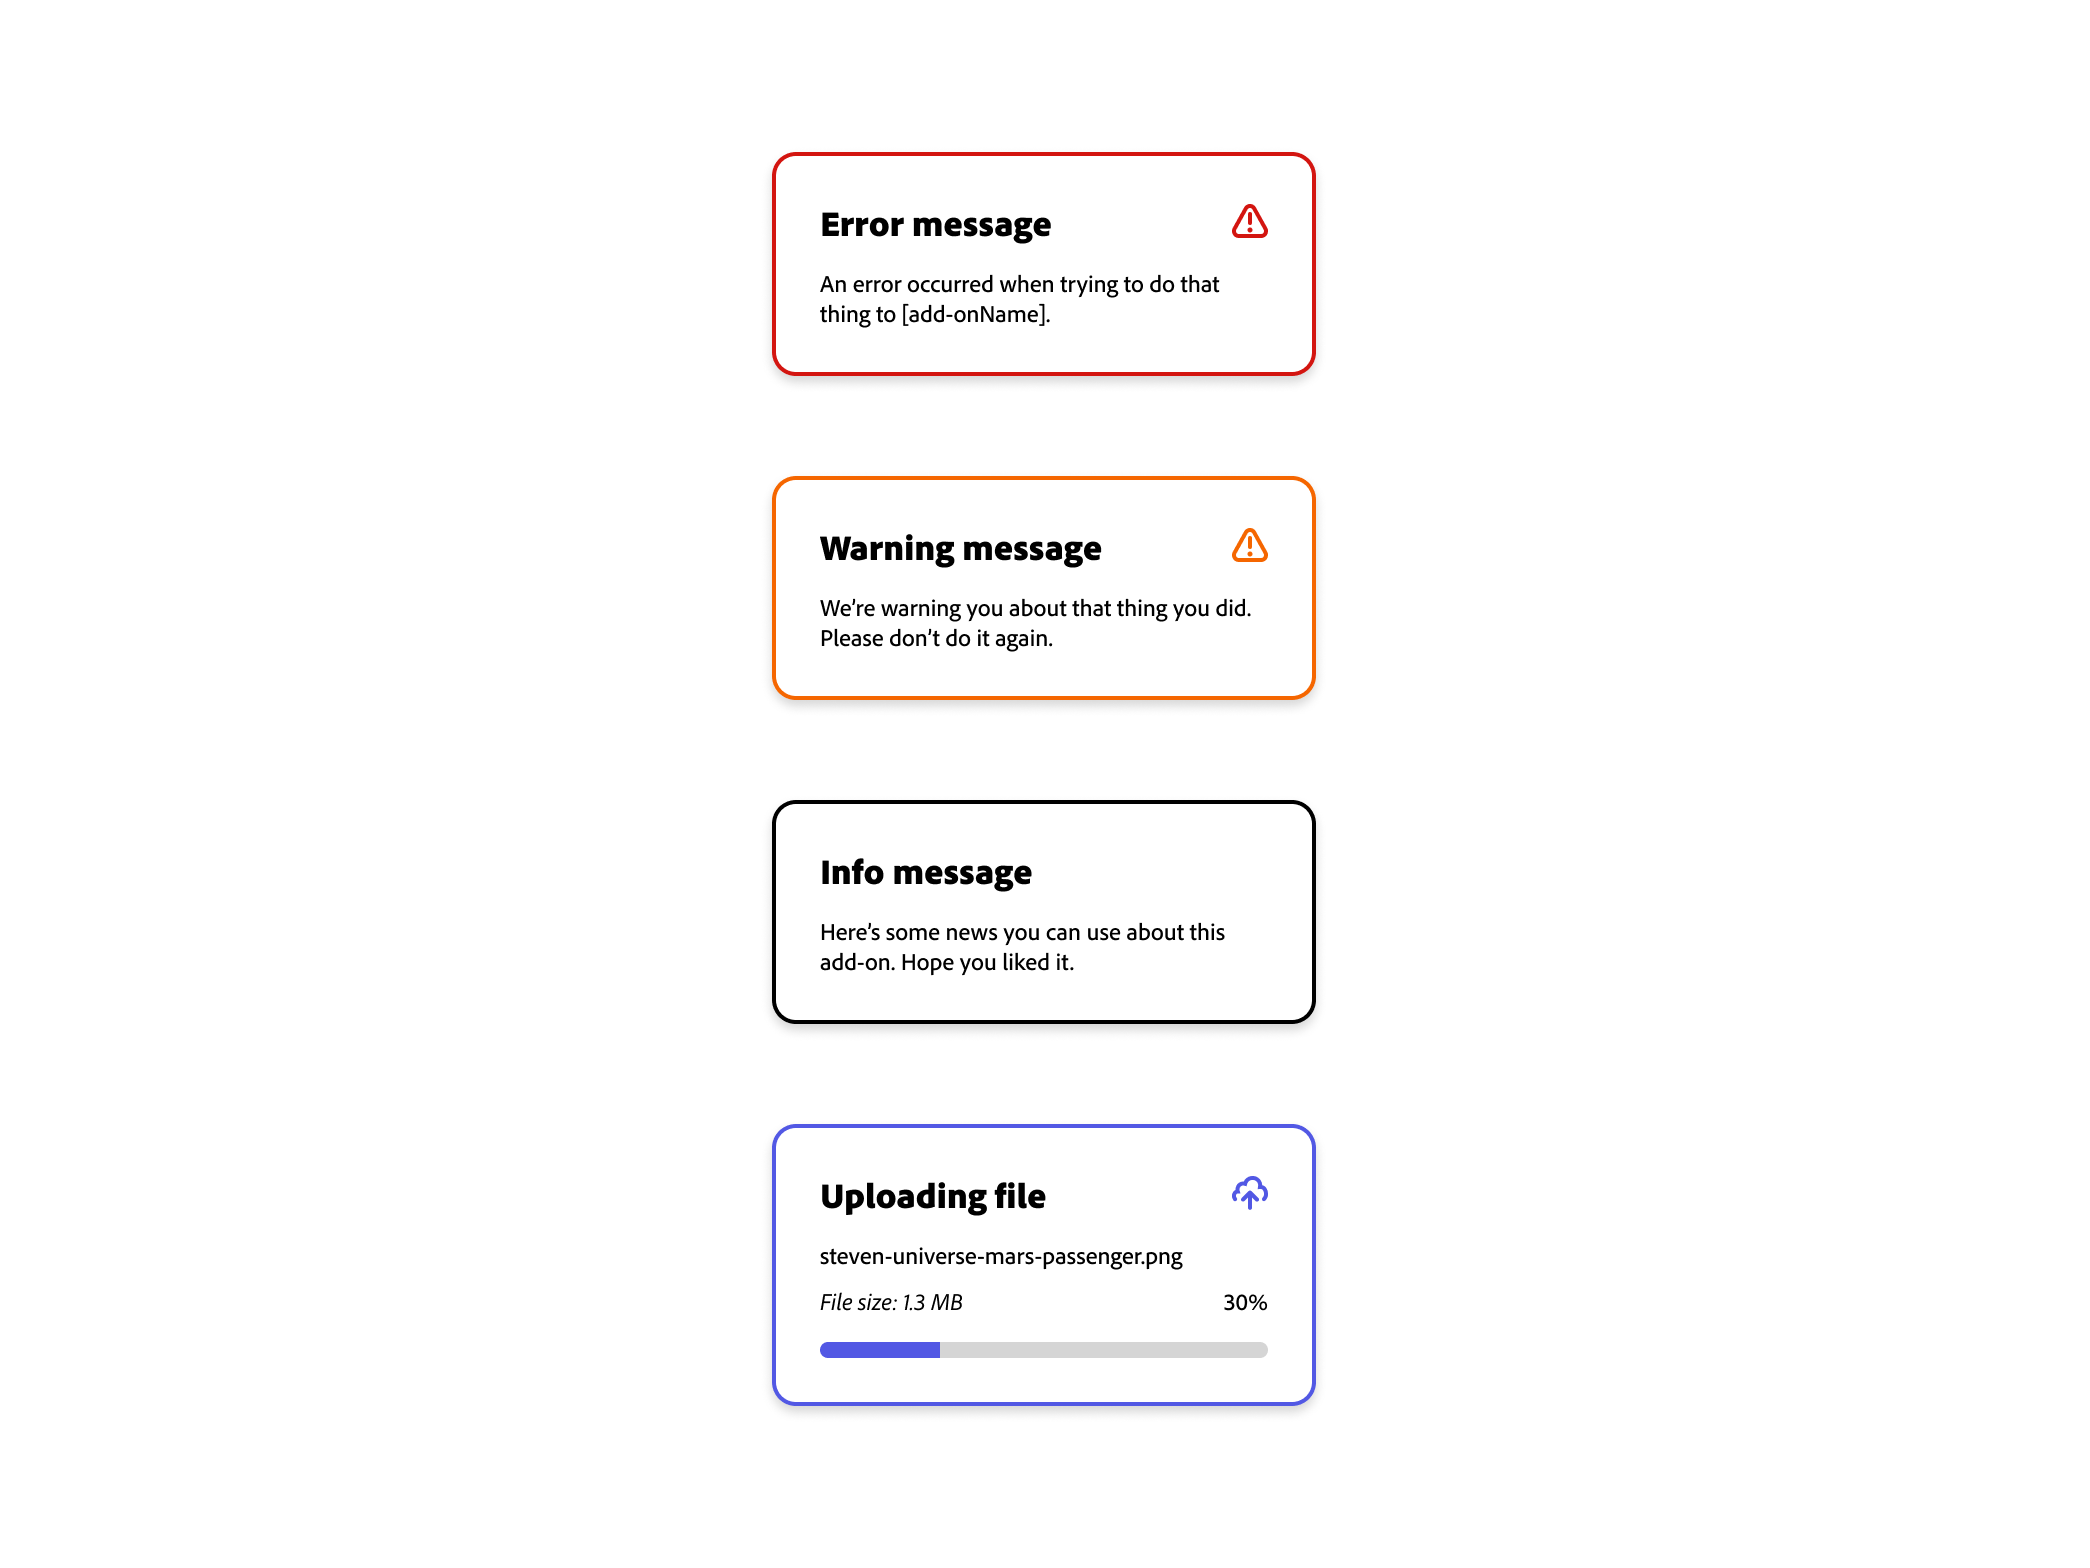 Error message
An error occurred when trying to do that
thing to [add-onName].
Warning message
We’re warning you about that thing you did.
Please don’t do it again.
Info message
Here’s some news you can use about this
add-on. Hope you liked it.
Uploading file
steven-universe-mars-passenger.png
File size: 1.3 MB 30%